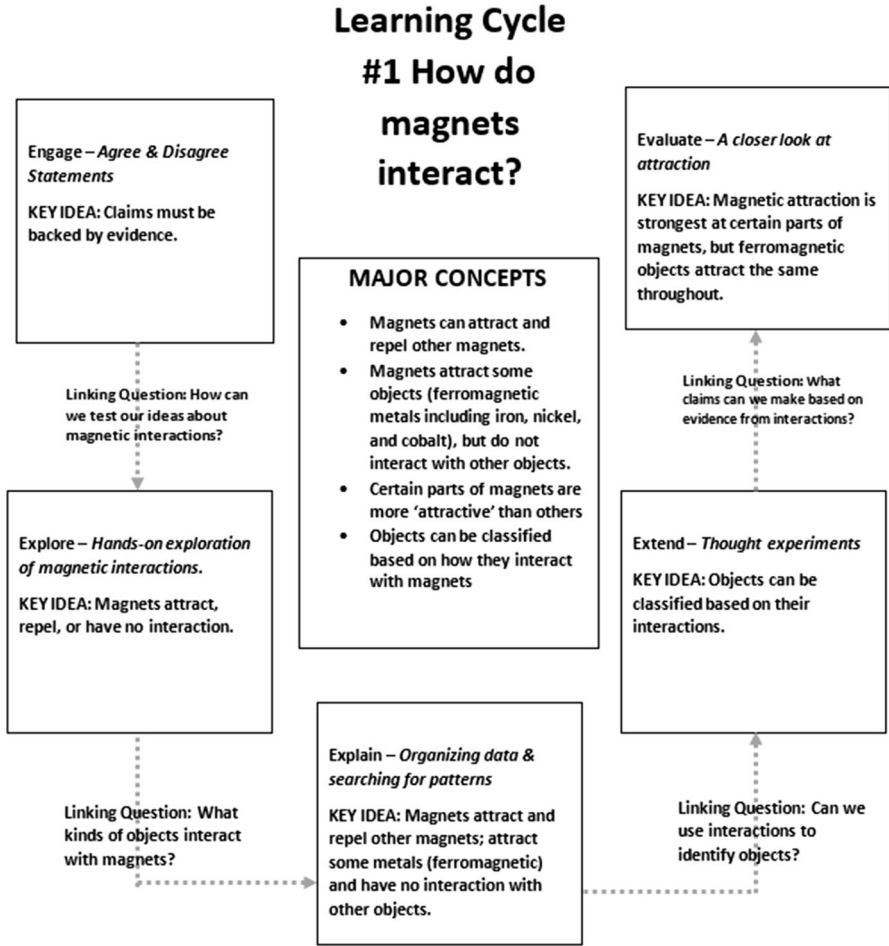 Learning Cycle
#1 How do
magnets
interact?
Engage – Agree & Disagree
Statements
KEY IDEA: Claims must be
backed by evidence.
Linking Question: How can
we test our ideas about
magnetic interactions?
Explore – Hands-on exploration
of magnetic interactions.
KEY IDEA: Magnets attract,
repel, or have no interaction.
Linking Question: What
kinds of objects interact
with magnets?
MAJOR CONCEPTS
• Magnets can attract and
repel other magnets.
• Magnets attract some
objects (ferromagnetic
metals including iron, nickel,
and cobalt), but do not
interact with other objects.
• Certain parts of magnets are
more ‘attractive’ than others
• Objects can be classified
based on how they interact
with magnets
Explain – Organizing data &
searching for patterns
KEY IDEA: Magnets attract and
repel other magnets; attract
some metals (ferromagnetic)
and have no interaction with
other objects.
Linking Question: Can we
use interactions to
identify objects?
Extend – Thought experiments
KEY IDEA: Objects can be
classified based on their
interactions.
Linking Question: What
claims can we make based on
evidence from interactions?
Evaluate – A closer look at
attraction
KEY IDEA: Magnetic attraction is
strongest at certain parts of
magnets, but ferromagnetic
objects attract the same
throughout.